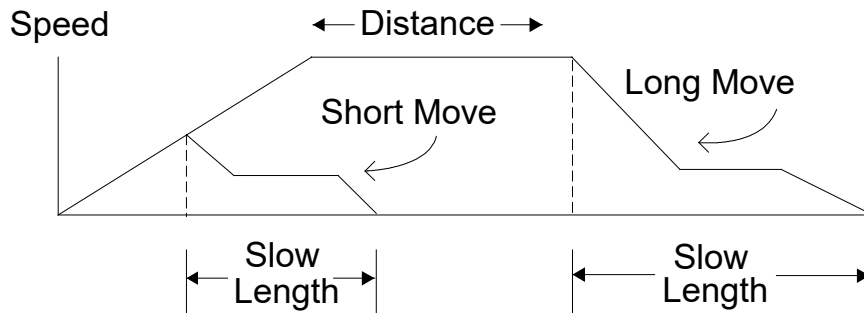 Speed
Distance
Long Move
Short Move
Slow
Length
Slow
Length